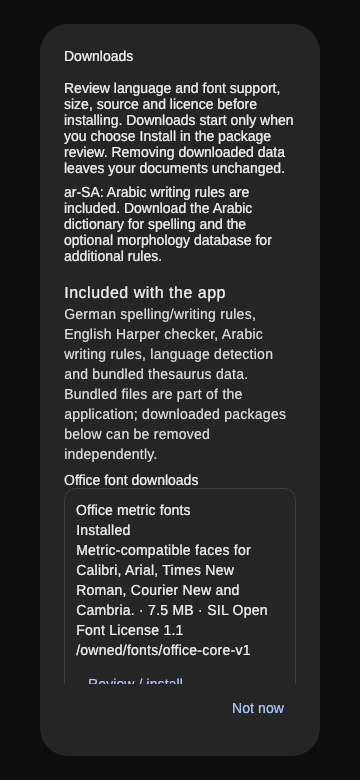 Downloads
Review language and font support,
size, source and licence before
installing. Downloads start only when
you choose Install in the package
review. Removing downloaded data
leaves your documents unchanged.
ar-SA: Arabic writing rules are
included. Download the Arabic
dictionary for spelling and the
optional morphology database for
additional rules.
Included with the app
German spelling/writing rules,
English Harper checker, Arabic
writing rules, language detection
and bundled thesaurus data.
Bundled files are part of the
application; downloaded packages
below can be removed
independently.
Office font downloads
Office metric fonts
Installed
Metric-compatible faces for
Calibri, Arial, Times New
Roman, Courier New and
Cambria. · 7.5 MB · SIL Open
Font License 1.1
/owned/fonts/office-core-v1
Review / install
Not now